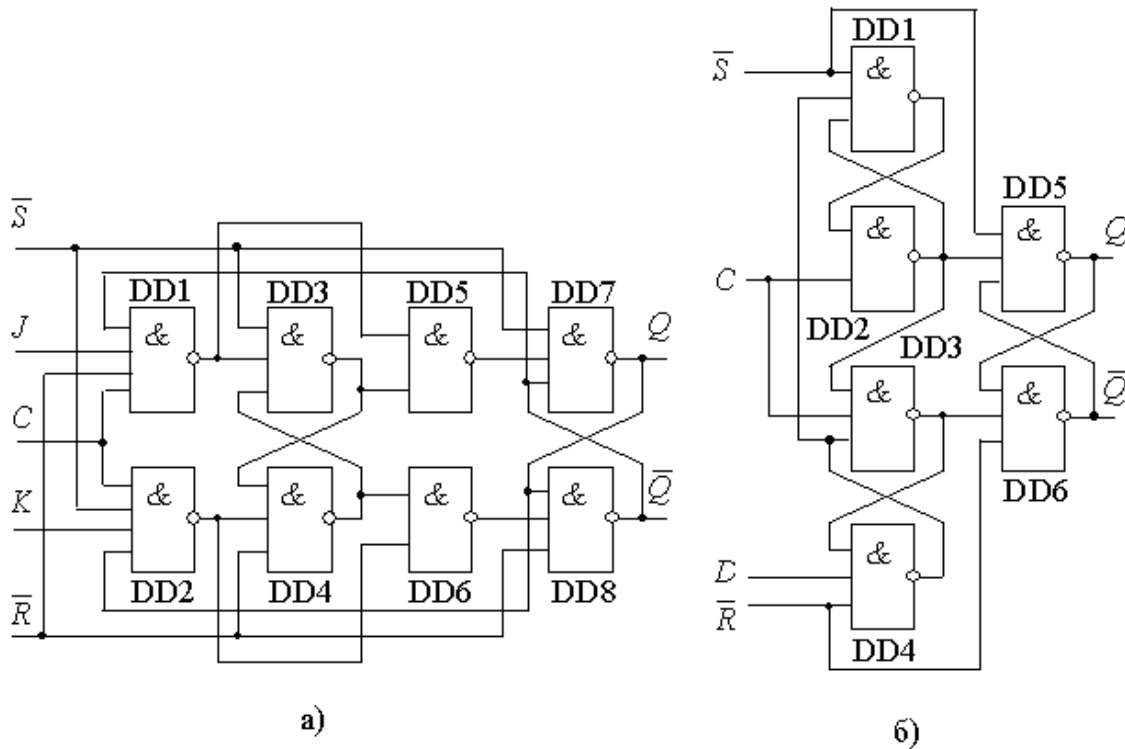 S̅
J
C
K
R̅
DD1
DD3
DD5
DD7
&
&
&
&
Q
&
&
&
&
Q̅
DD2
DD4
DD6
DD8
а)
S̅
C
D
R̅
DD1
&
DD5
&
&
Q
DD2
DD3
&
&
Q̅
DD6
&
DD4
б)